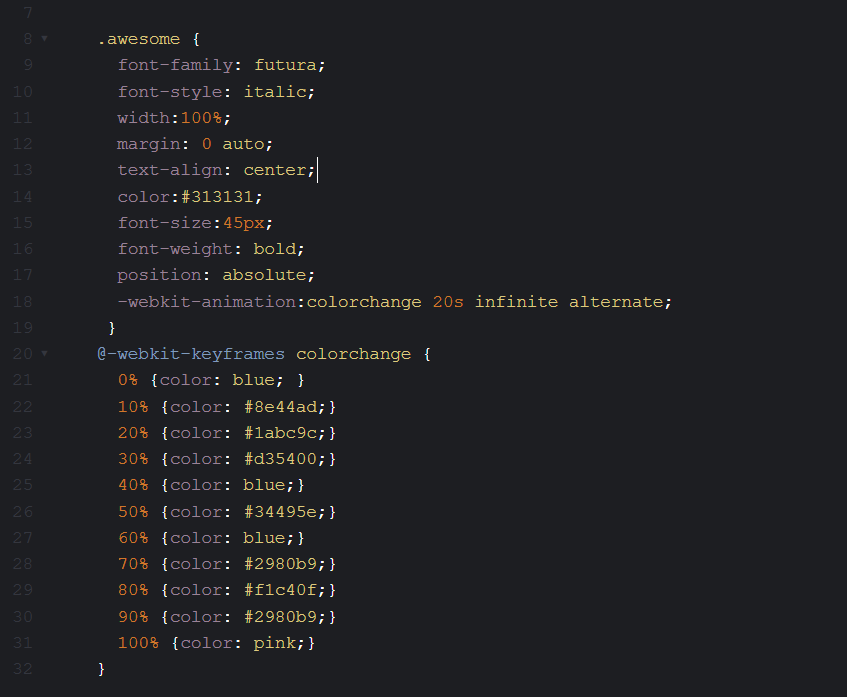 7
8 ▾ .awesome {
9 font-family: futura;
10 font-style: italic;
11 width:100%;
12 margin: 0 auto;
13 text-align: center;
14 color:#313131;
15 font-size:45px;
16 font-weight: bold;
17 position: absolute;
18 -webkit-animation:colorchange 20s infinite alternate;
19 }
20 ▾ @-webkit-keyframes colorchange {
21 0% {color: blue; }
22 10% {color: #8e44ad;}
23 20% {color: #1abc9c;}
24 30% {color: #d35400;}
25 40% {color: blue;}
26 50% {color: #34495e;}
27 60% {color: blue;}
28 70% {color: #2980b9;}
29 80% {color: #f1c40f;}
30 90% {color: #2980b9;}
31 100% {color: pink;}
32 }